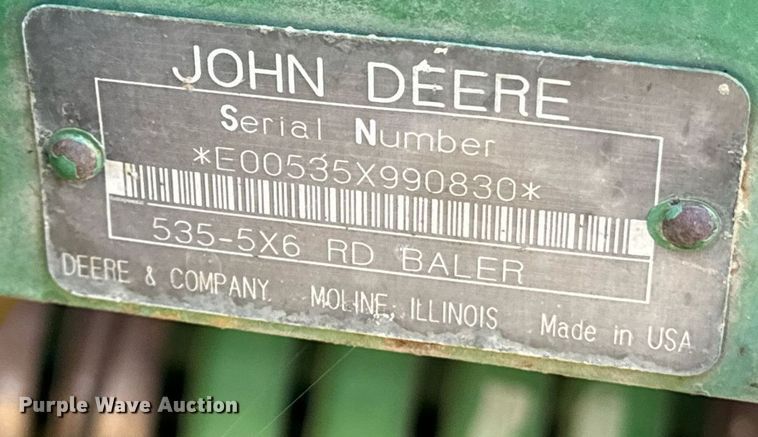 JOHN DEERE
Serial Number
*E00535X990830*
535-5X6 RD BALER
DEERE & COMPANY MOLINE, ILLINOIS Made in USA
Purple Wave Auction